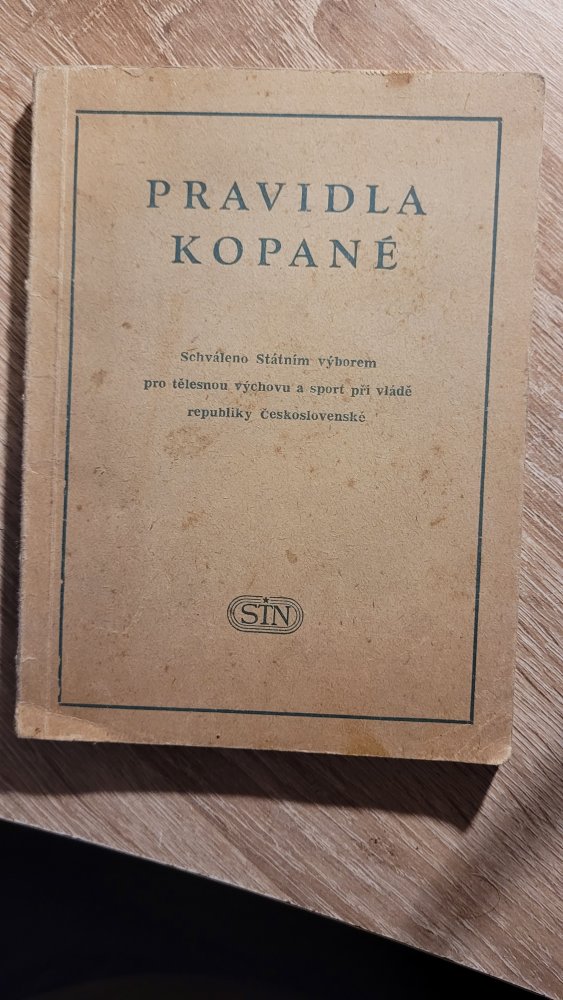 PRAVIDLA
KOPANÉ
Schváleno Státním výborem
pro tělesnou výchovu a sport při vládě
republiky Československé
STN